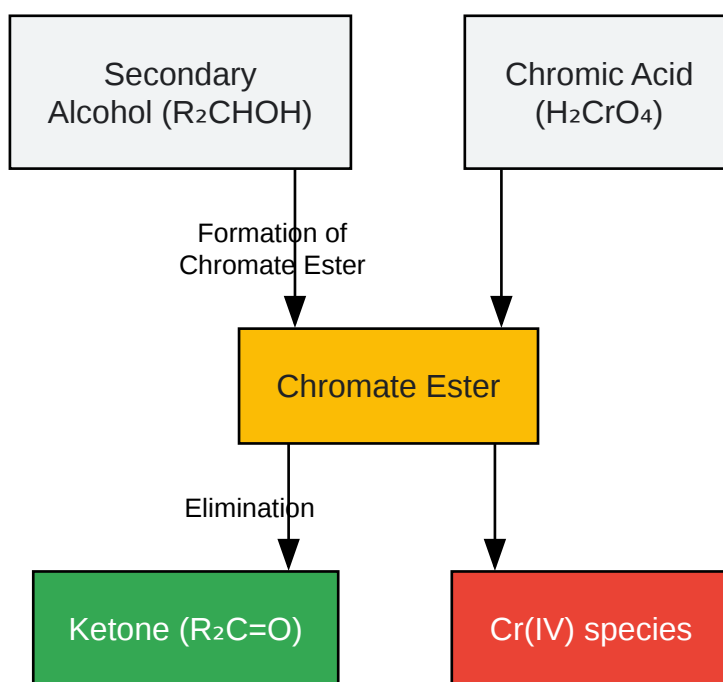 Secondary
Alcohol (R₂CHOH)
Chromic Acid
(H₂CrO₄)
Formation of
Chromate Ester
Chromate Ester
Elimination
Ketone (R₂C=O)
Cr(IV) species